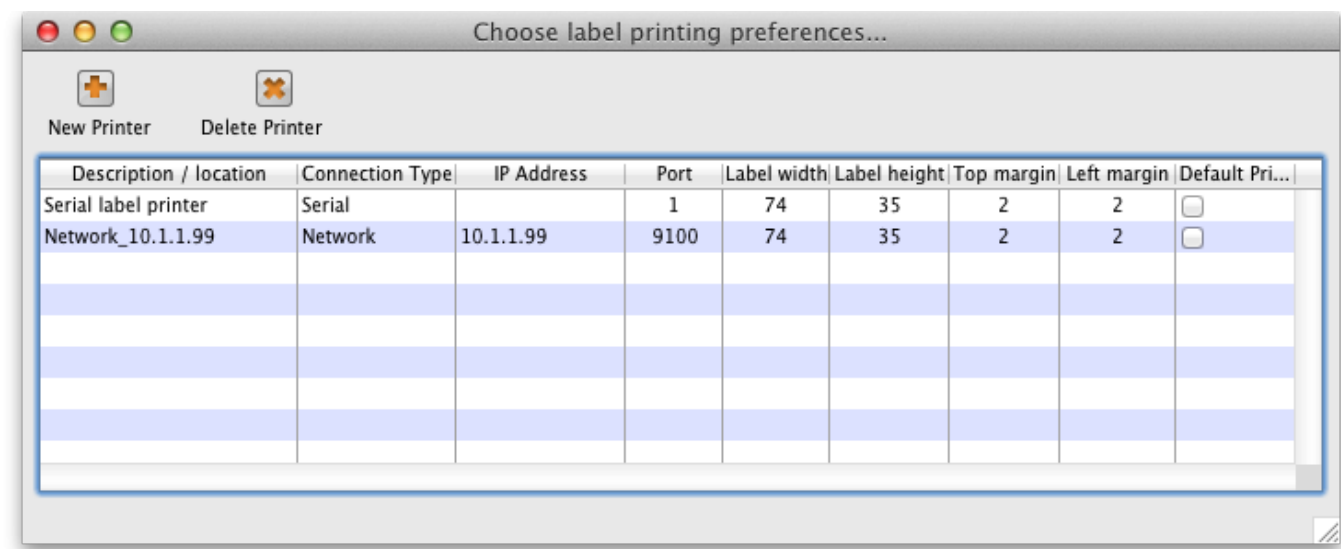 Choose label printing preferences...
New Printer Delete Printer
Description / location Connection Type IP Address Port Label width Label height Top margin Left margin Default Pri...
Serial label printer Serial 1 74 35 2 2
Network_10.1.1.99 Network 10.1.1.99 9100 74 35 2 2